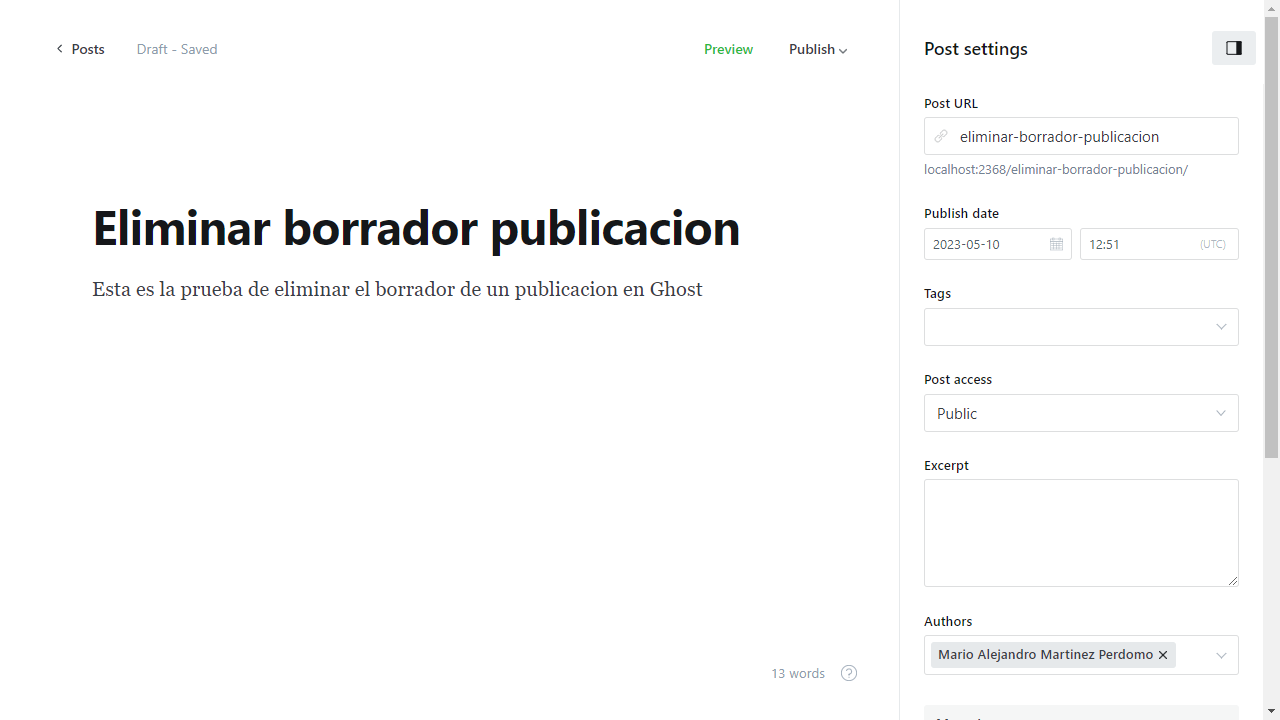 Posts
Draft - Saved
Preview
Publish
Post settings
Post URL
eliminar-borrador-publicacion
localhost:2368/eliminar-borrador-publicacion/
Eliminar borrador publicacion
Esta es la prueba de eliminar el borrador de un publicacion en Ghost
Publish date
2023-05-10
12:51
(UTC)
Tags
Post access
Public
Excerpt
Authors
Mario Alejandro Martinez Perdomo ×
13 words
?